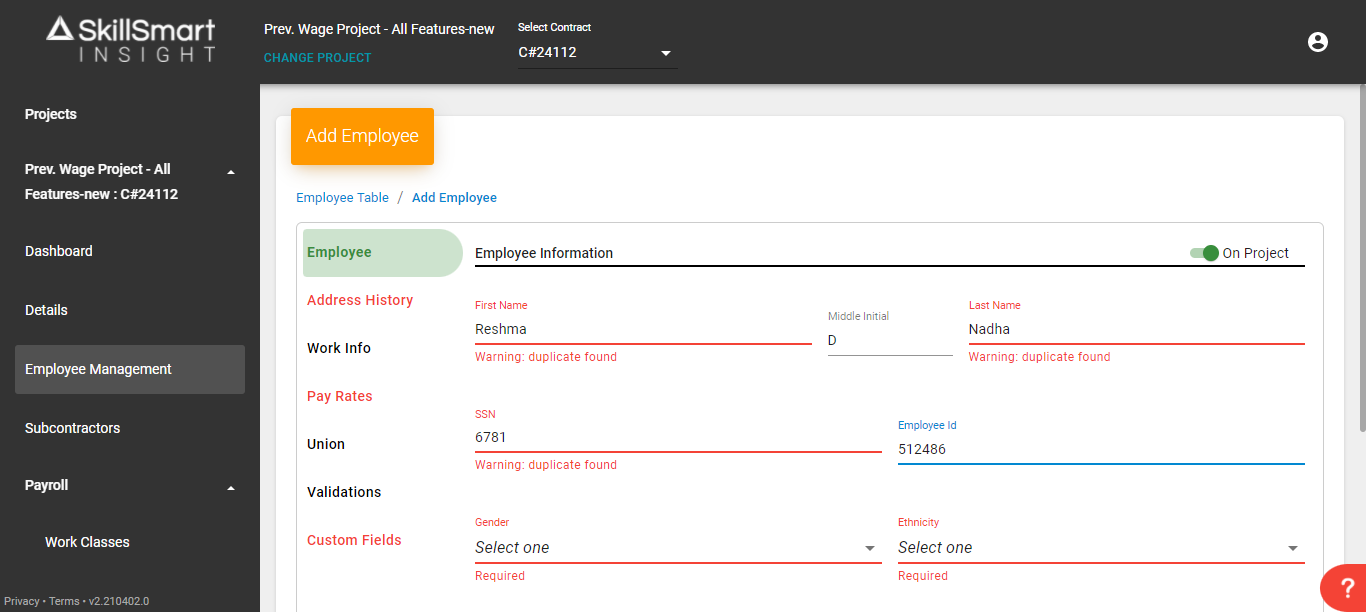 SkillSmart
INSIGHT
Prev. Wage Project - All Features-new
CHANGE PROJECT
Select Contract
C#24112
Projects
Prev. Wage Project - All
Features-new : C#24112
Dashboard
Details
Employee Management
Subcontractors
Payroll
Work Classes
Privacy • Terms • v2.210402.0
Add Employee
Employee Table / Add Employee
Employee
Address History
Work Info
Pay Rates
Union
Validations
Custom Fields
Employee Information
On Project
First Name
Reshma
Warning: duplicate found
Middle Initial
D
Last Name
Nadha
Warning: duplicate found
SSN
6781
Warning: duplicate found
Employee Id
512486
Gender
Select one
Required
Ethnicity
Select one
Required
?